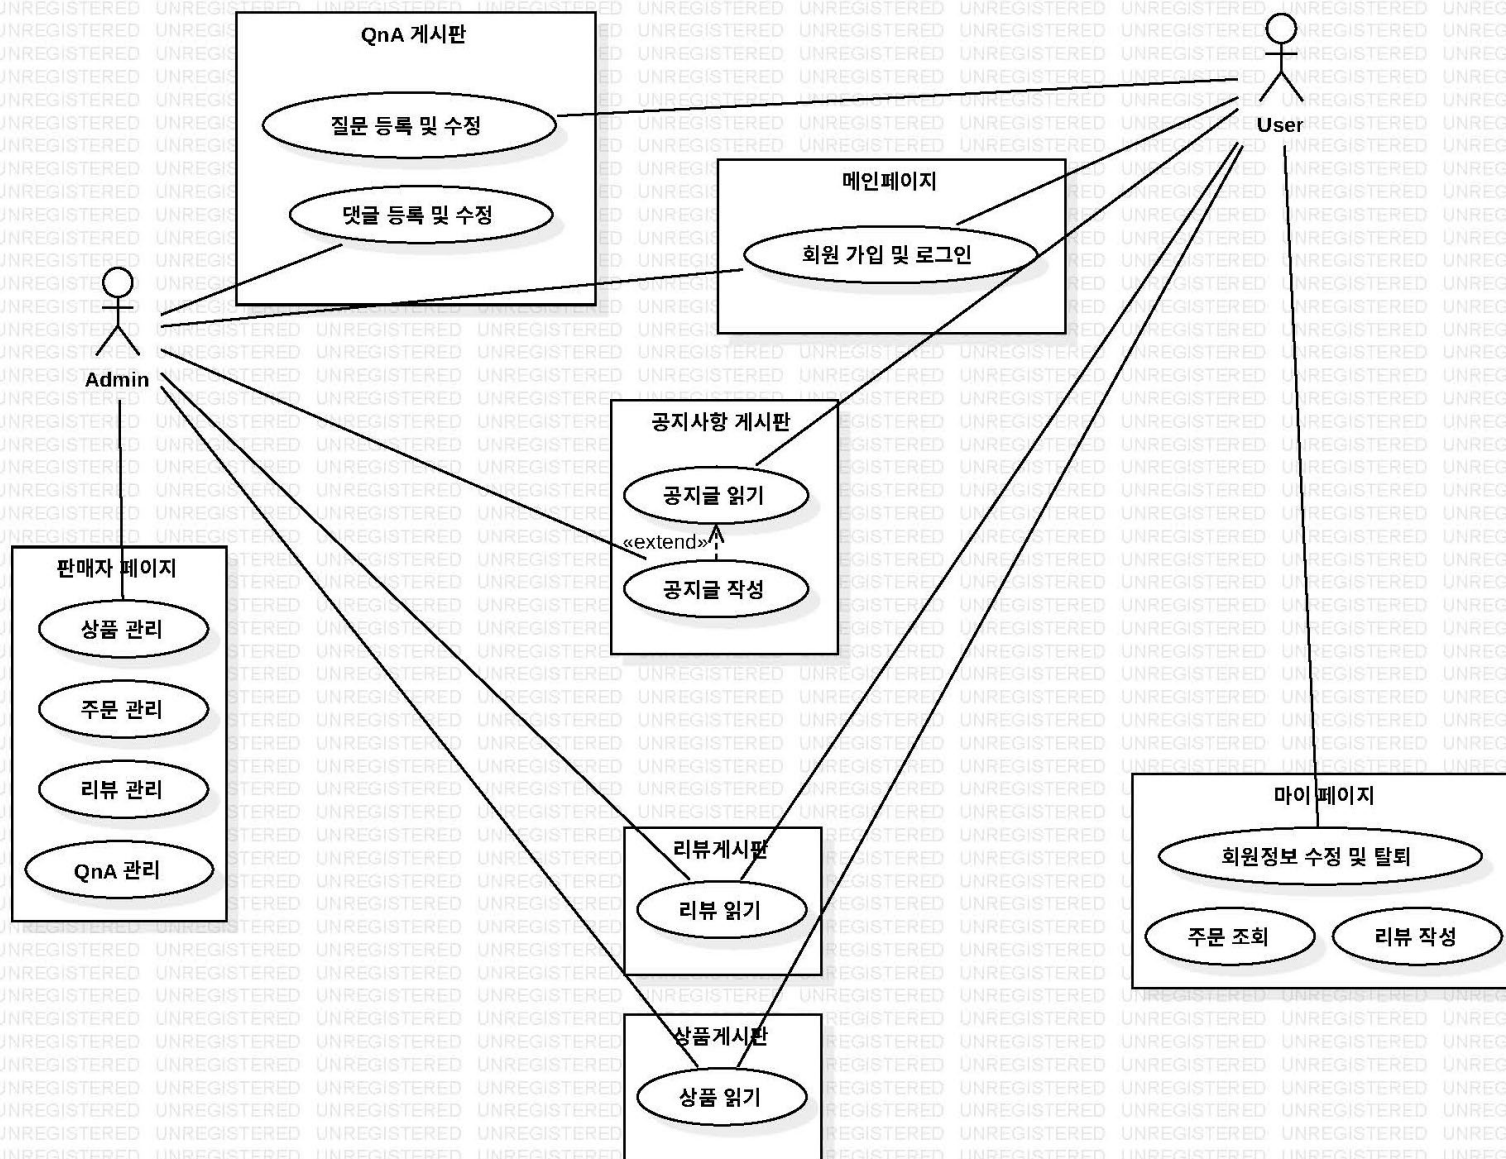 QnA 게시판
질문 등록 및 수정
댓글 등록 및 수정
User
메인페이지
회원 가입 및 로그인
Admin
공지사항 게시판
공지글 읽기
«extend»
공지글 작성
판매자 페이지
상품 관리
주문 관리
리뷰 관리
QnA 관리
리뷰게시판
리뷰 읽기
상품게시판
상품 읽기
마이 페이지
회원정보 수정 및 탈퇴
주문 조회
리뷰 작성
UNREGISTERED